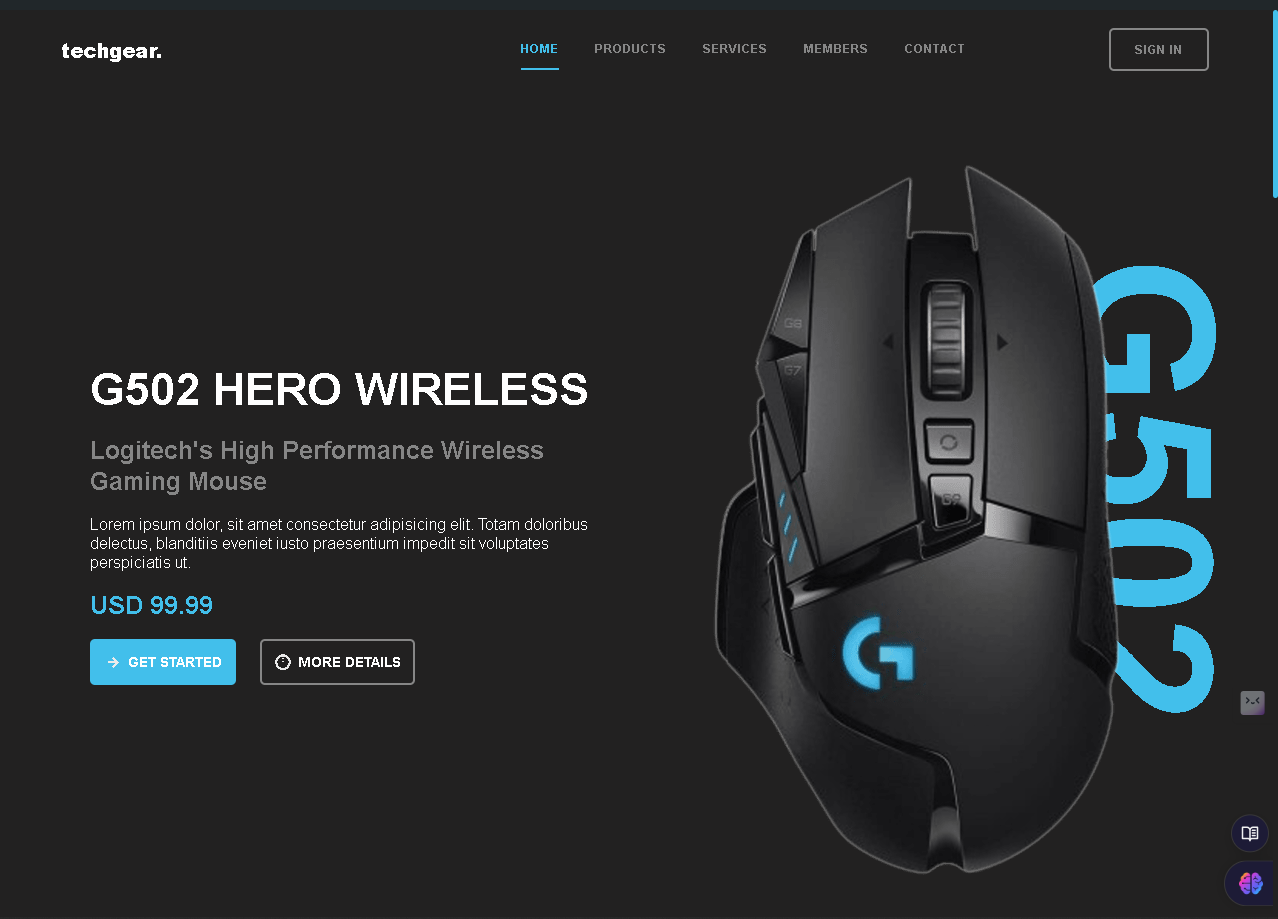 techgear.
HOME
PRODUCTS
SERVICES
MEMBERS
CONTACT
SIGN IN
G502 HERO WIRELESS
Logitech's High Performance Wireless
Gaming Mouse
Lorem ipsum dolor, sit amet consectetur adipisicing elit. Totam doloribus
delectus, blanditiis eveniet iusto praesentium impedit sit voluptates
perspiciatis ut.
USD 99.99
GET STARTED
MORE DETAILS
G8
G7
G9
G
G502